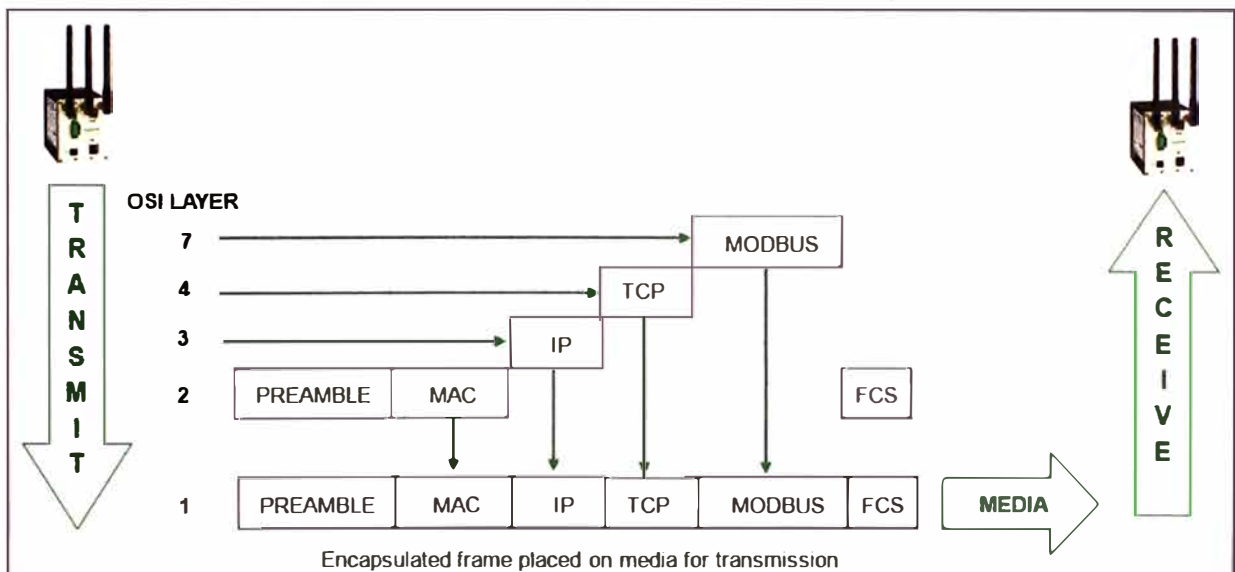 TRANSMIT
OSI LAYER
7
MODBUS
4
TCP
3
IP
2
PREAMBLE
MAC
FCS
1
PREAMBLE
MAC
IP
TCP
MODBUS
FCS
MEDIA
RECEIVE
Encapsulated frame placed on media for transmission